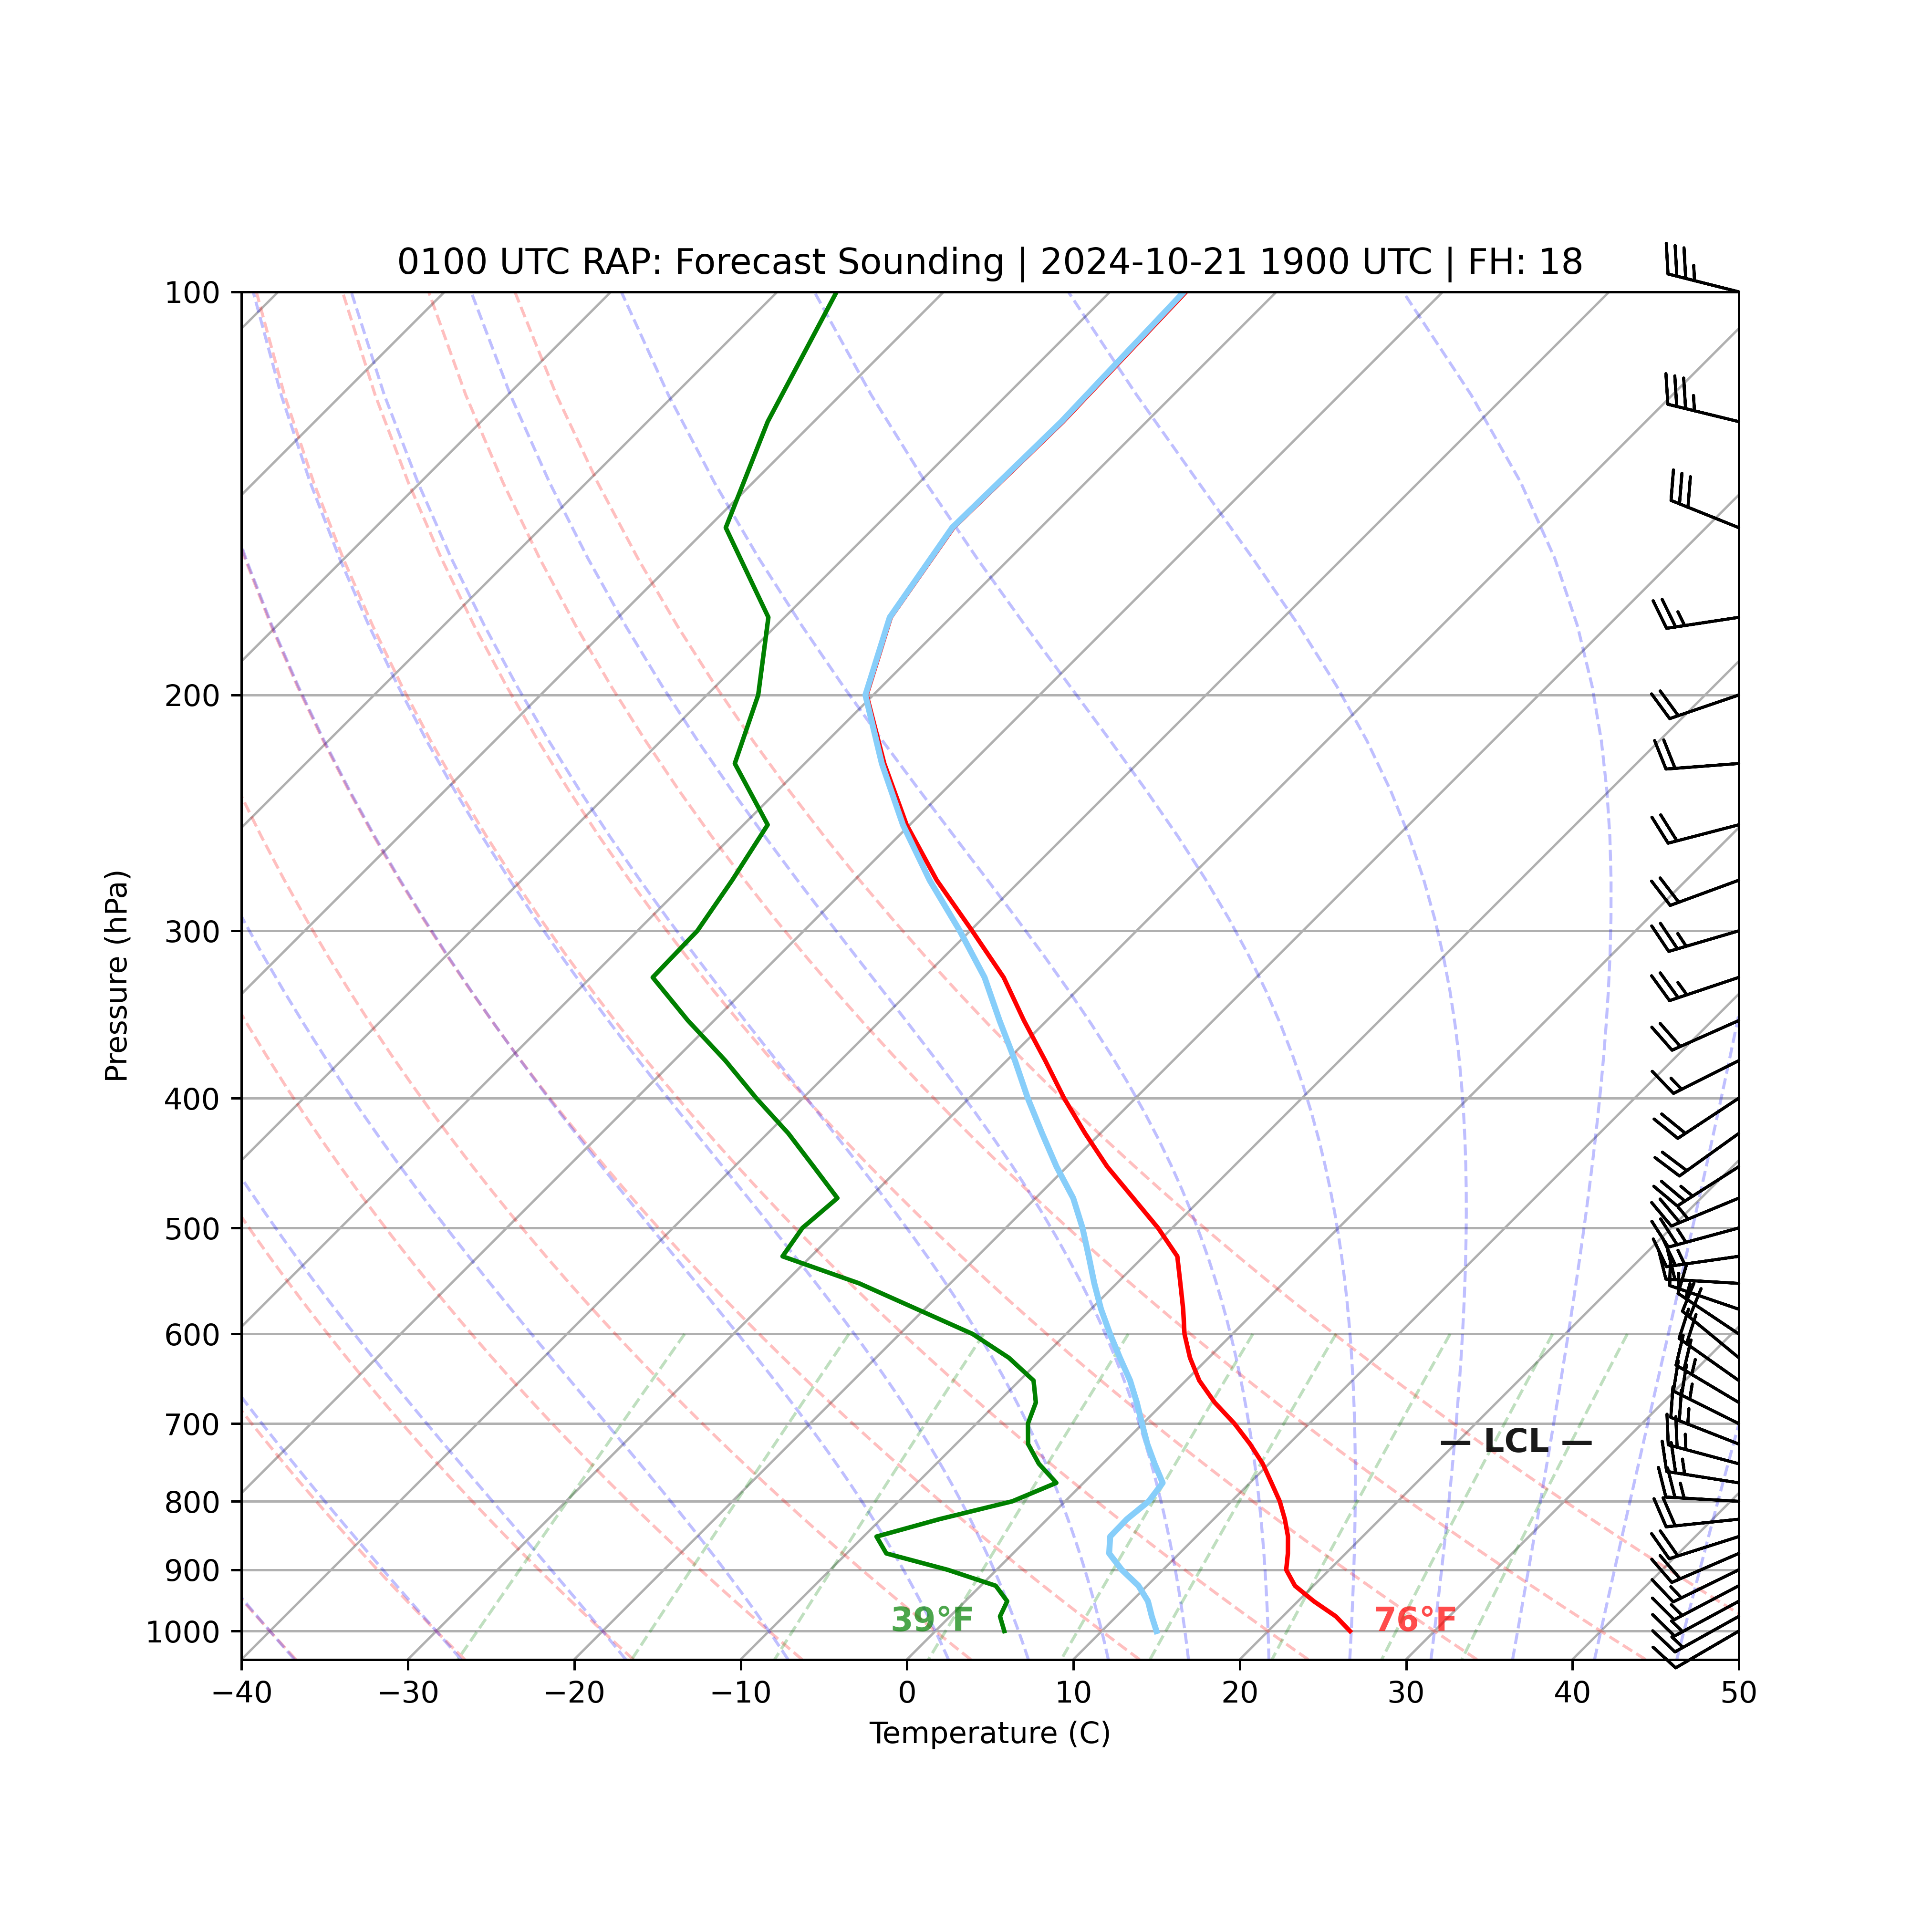 0100 UTC RAP: Forecast Sounding | 2024-10-21 1900 UTC | FH: 18
100
200
300
400
500
600
700
800
900
1000
Pressure (hPa)
— LCL —
39°F
76°F
−40 −30 −20 −10 0 10 20 30 40 50
Temperature (C)